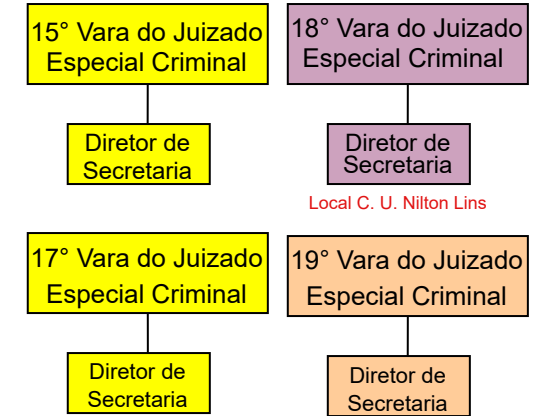 15° Vara do Juizado
Especial Criminal
Diretor de
Secretaria
18° Vara do Juizado
Especial Criminal
Diretor de
Secretaria
Local C. U. Nilton Lins
17° Vara do Juizado
Especial Criminal
Diretor de
Secretaria
19° Vara do Juizado
Especial Criminal
Diretor de
Secretaria